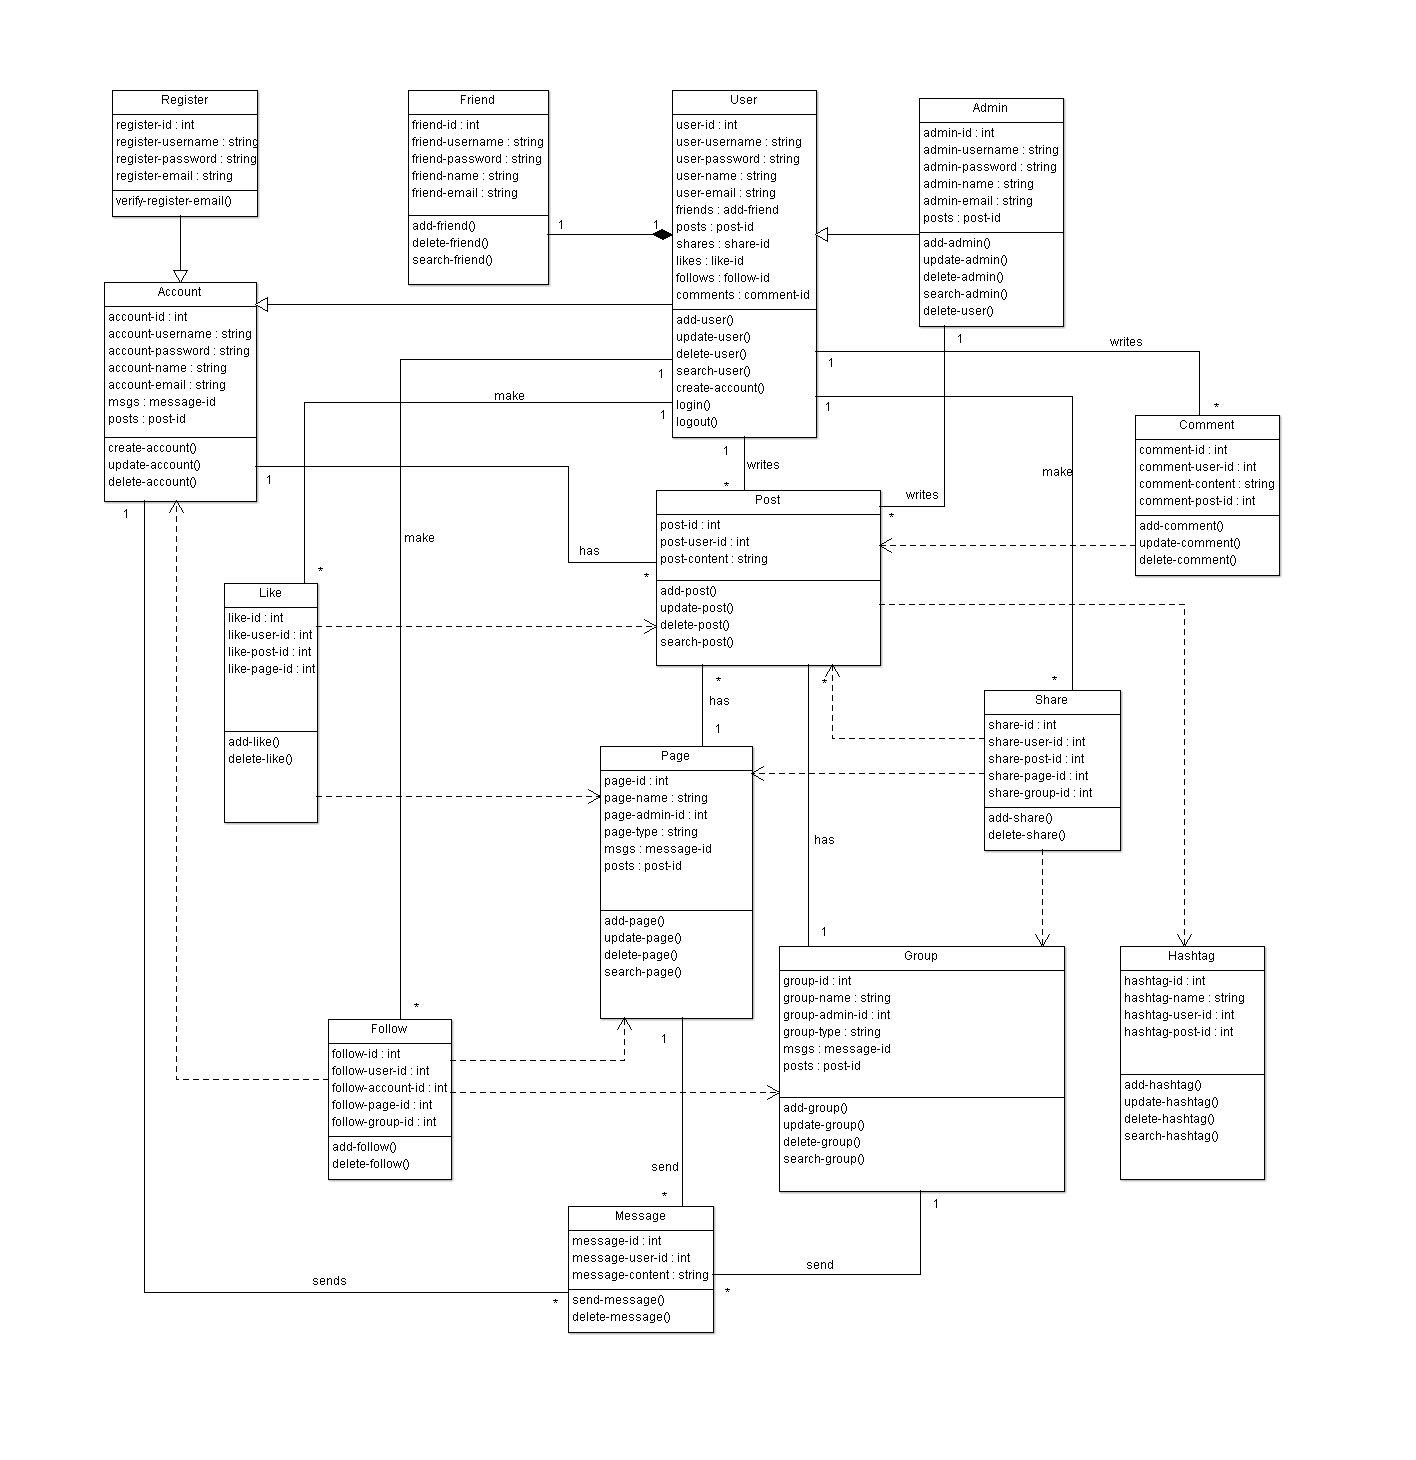 Register
register-id : int
register-username : string
register-password : string
register-email : string
verify-register-email()
Friend
friend-id : int
friend-username : string
friend-password : string
friend-name : string
friend-email : string
add-friend()
delete-friend()
search-friend()
1
1
User
user-id : int
user-username : string
user-password : string
user-name : string
user-email : string
friends : add-friend
posts : post-id
shares : share-id
likes : like-id
follows : follow-id
comments : comment-id
add-user()
update-user()
delete-user()
search-user()
create-account()
login()
logout()
Admin
admin-id : int
admin-username : string
admin-password : string
admin-name : string
admin-email : string
posts : post-id
add-admin()
update-admin()
delete-admin()
search-admin()
delete-user()
Account
account-id : int
account-username : string
account-password : string
account-name : string
account-email : string
msgs : message-id
posts : post-id
create-account()
update-account()
delete-account()
1
1
1
make
1
1
1
writes
*
1
writes
*
make
writes
*
1
1
has
*
make
*
Comment
comment-id : int
comment-user-id : int
comment-content : string
comment-post-id : int
add-comment()
update-comment()
delete-comment()
Post
post-id : int
post-user-id : int
post-content : string
add-post()
update-post()
delete-post()
search-post()
Like
like-id : int
like-user-id : int
like-post-id : int
like-page-id : int
add-like()
delete-like()
*
has
1
*
*
Share
share-id : int
share-user-id : int
share-post-id : int
share-page-id : int
share-group-id : int
add-share()
delete-share()
Page
page-id : int
page-name : string
page-admin-id : int
page-type : string
msgs : message-id
posts : post-id
add-page()
update-page()
delete-page()
search-page()
has
1
Group
group-id : int
group-name : string
group-admin-id : int
group-type : string
msgs : message-id
posts : post-id
add-group()
update-group()
delete-group()
search-group()
Hashtag
hashtag-id : int
hashtag-name : string
hashtag-user-id : int
hashtag-post-id : int
add-hashtag()
update-hashtag()
delete-hashtag()
search-hashtag()
*
Follow
follow-id : int
follow-user-id : int
follow-account-id : int
follow-page-id : int
follow-group-id : int
add-follow()
delete-follow()
1
send
*
1
send
*
sends
*
Message
message-id : int
message-user-id : int
message-content : string
send-message()
delete-message()